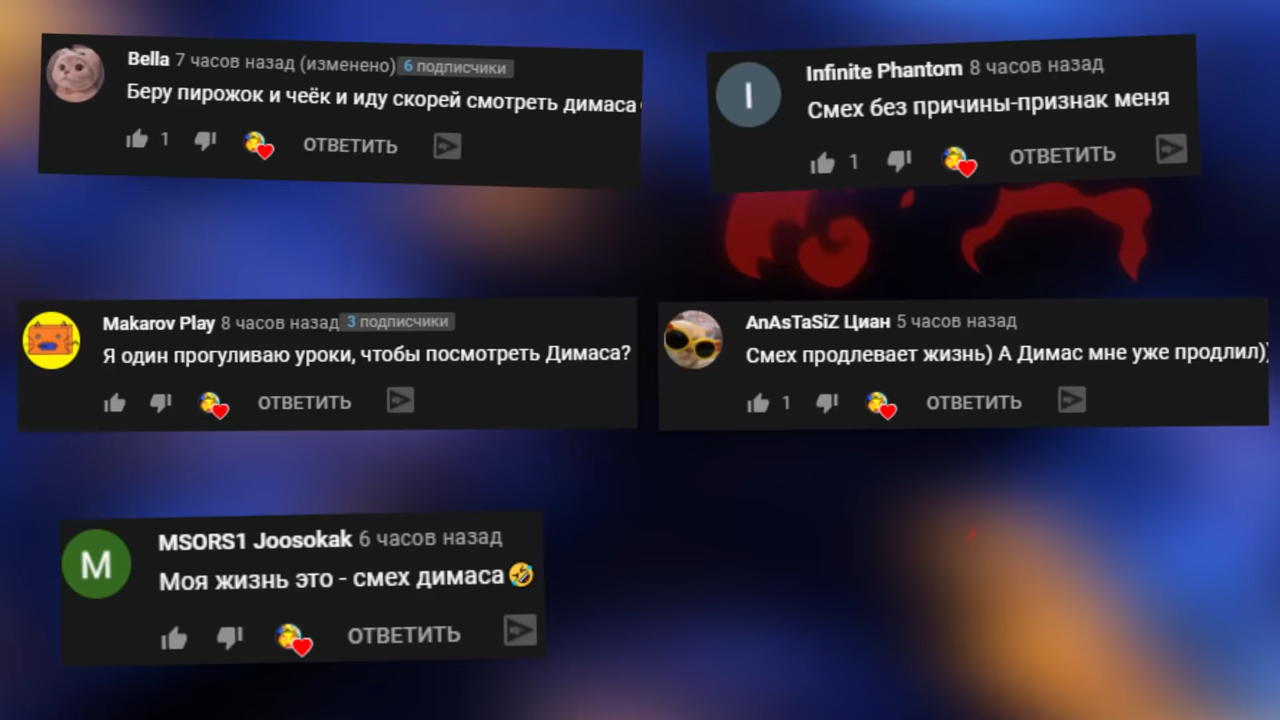 Bella 7 часов назад (изменено) 6 подписчики
Беру пирожок и чеёк и иду скорей смотреть димаса
1 ОТВЕТИТЬ
Infinite Phantom 8 часов назад
Смех без причины-признак меня
1 ОТВЕТИТЬ
Makarov Play 8 часов назад 3 подписчики
Я один прогуливаю уроки, чтобы посмотреть Димаса?
ОТВЕТИТЬ
AnAsTaSiZ Циан 5 часов назад
Смех продлевает жизнь) А Димас мне уже продлил))
1 ОТВЕТИТЬ
M
MSORS1 Joosokak 6 часов назад
Моя жизнь это - смех димаса🤣
ОТВЕТИТЬ